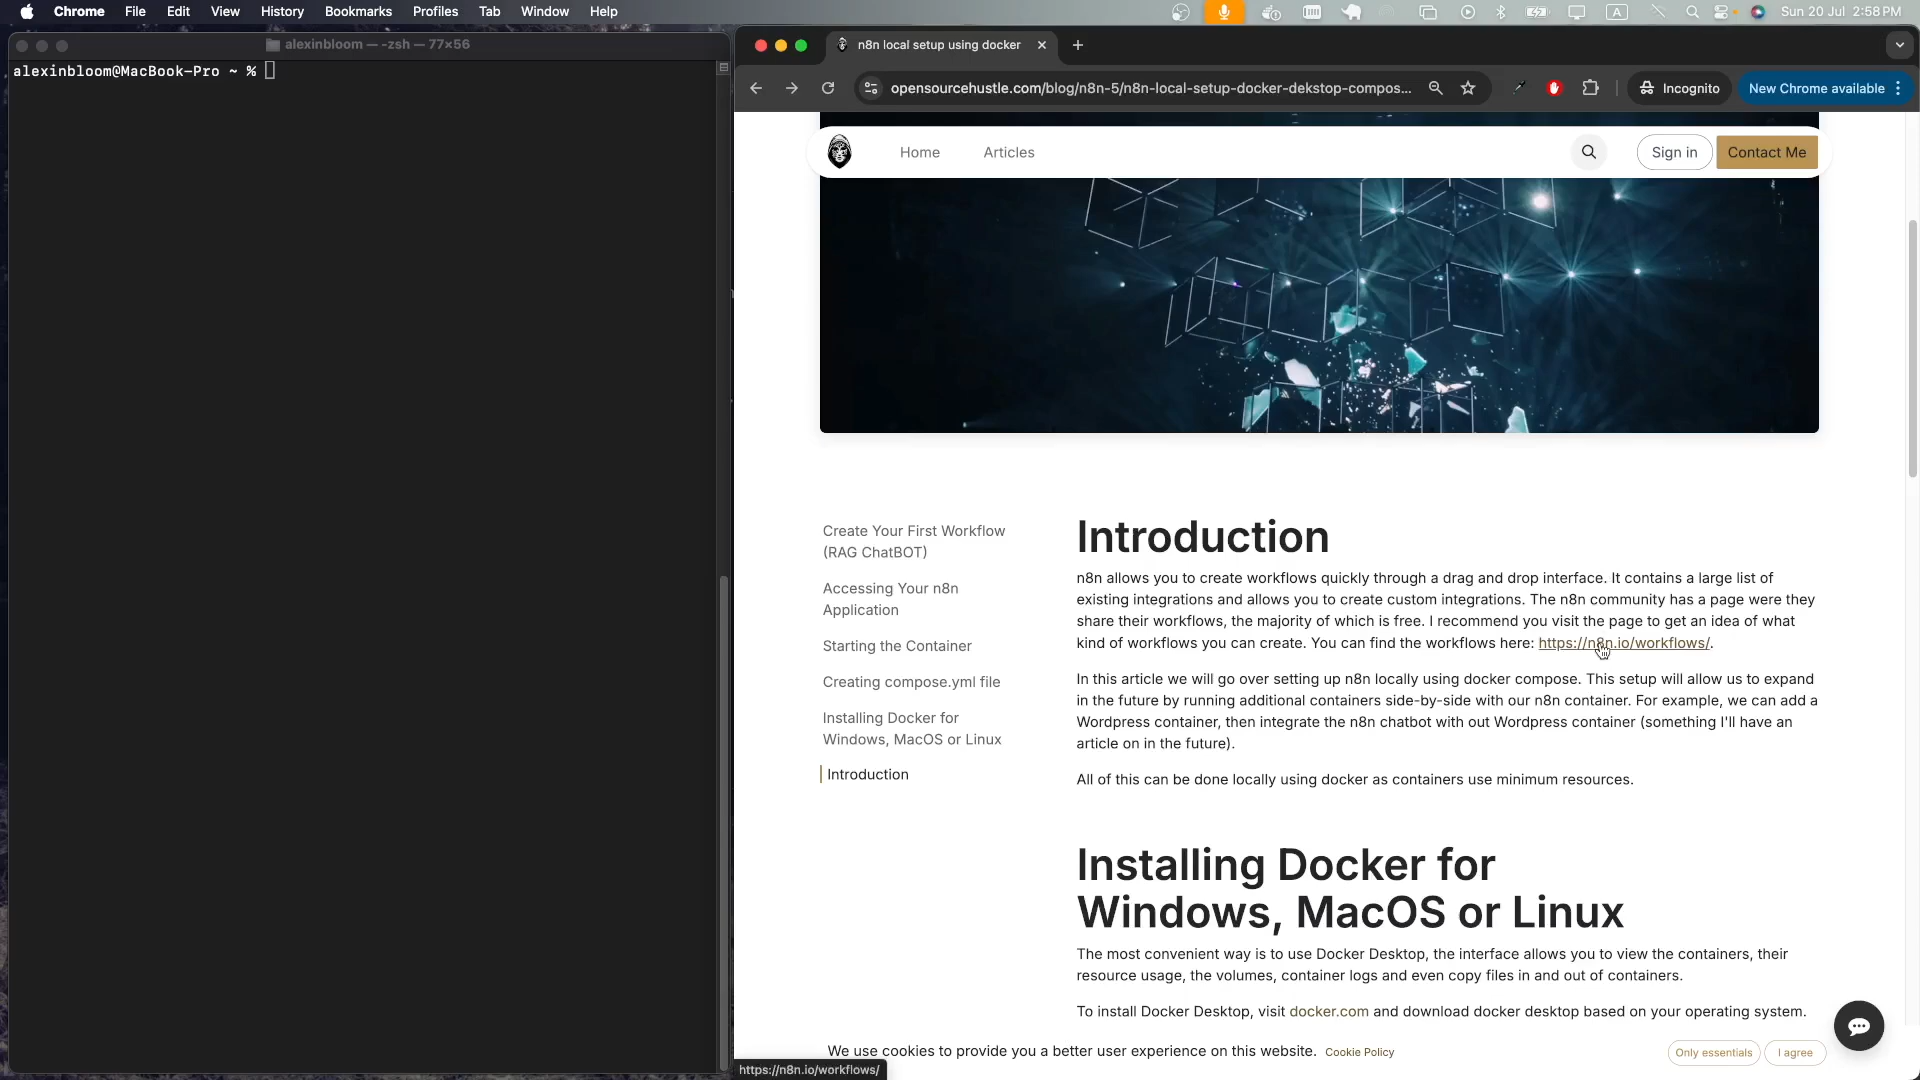 Chrome File Edit View History Bookmarks Profiles Tab Window Help
A
Sun 20 Jul 2:58 PM
alexinbloom — -zsh — 77×56
alexinbloom@MacBook-Pro ~ %
n8n local setup using docker
opensourcehustle.com/blog/n8n-5/n8n-local-setup-docker-dekstop-compos...
Incognito
New Chrome available
Home
Articles
Sign in
Contact Me
Create Your First Workflow
(RAG ChatBOT)
Accessing Your n8n
Application
Starting the Container
Creating compose.yml file
Installing Docker for
Windows, MacOS or Linux
Introduction
Introduction
n8n allows you to create workflows quickly through a drag and drop interface. It contains a large list of
existing integrations and allows you to create custom integrations. The n8n community has a page were they
share their workflows, the majority of which is free. I recommend you visit the page to get an idea of what
kind of workflows you can create. You can find the workflows here: https://n8n.io/workflows/.
In this article we will go over setting up n8n locally using docker compose. This setup will allow us to expand
in the future by running additional containers side-by-side with our n8n container. For example, we can add a
Wordpress container, then integrate the n8n chatbot with out Wordpress container (something I'll have an
article on in the future).
All of this can be done locally using docker as containers use minimum resources.
Installing Docker for
Windows, MacOS or Linux
The most convenient way is to use Docker Desktop, the interface allows you to view the containers, their
resource usage, the volumes, container logs and even copy files in and out of containers.
To install Docker Desktop, visit docker.com and download docker desktop based on your operating system.
We use cookies to provide you a better user experience on this website. Cookie Policy
Only essentials
I agree
https://n8n.io/workflows/